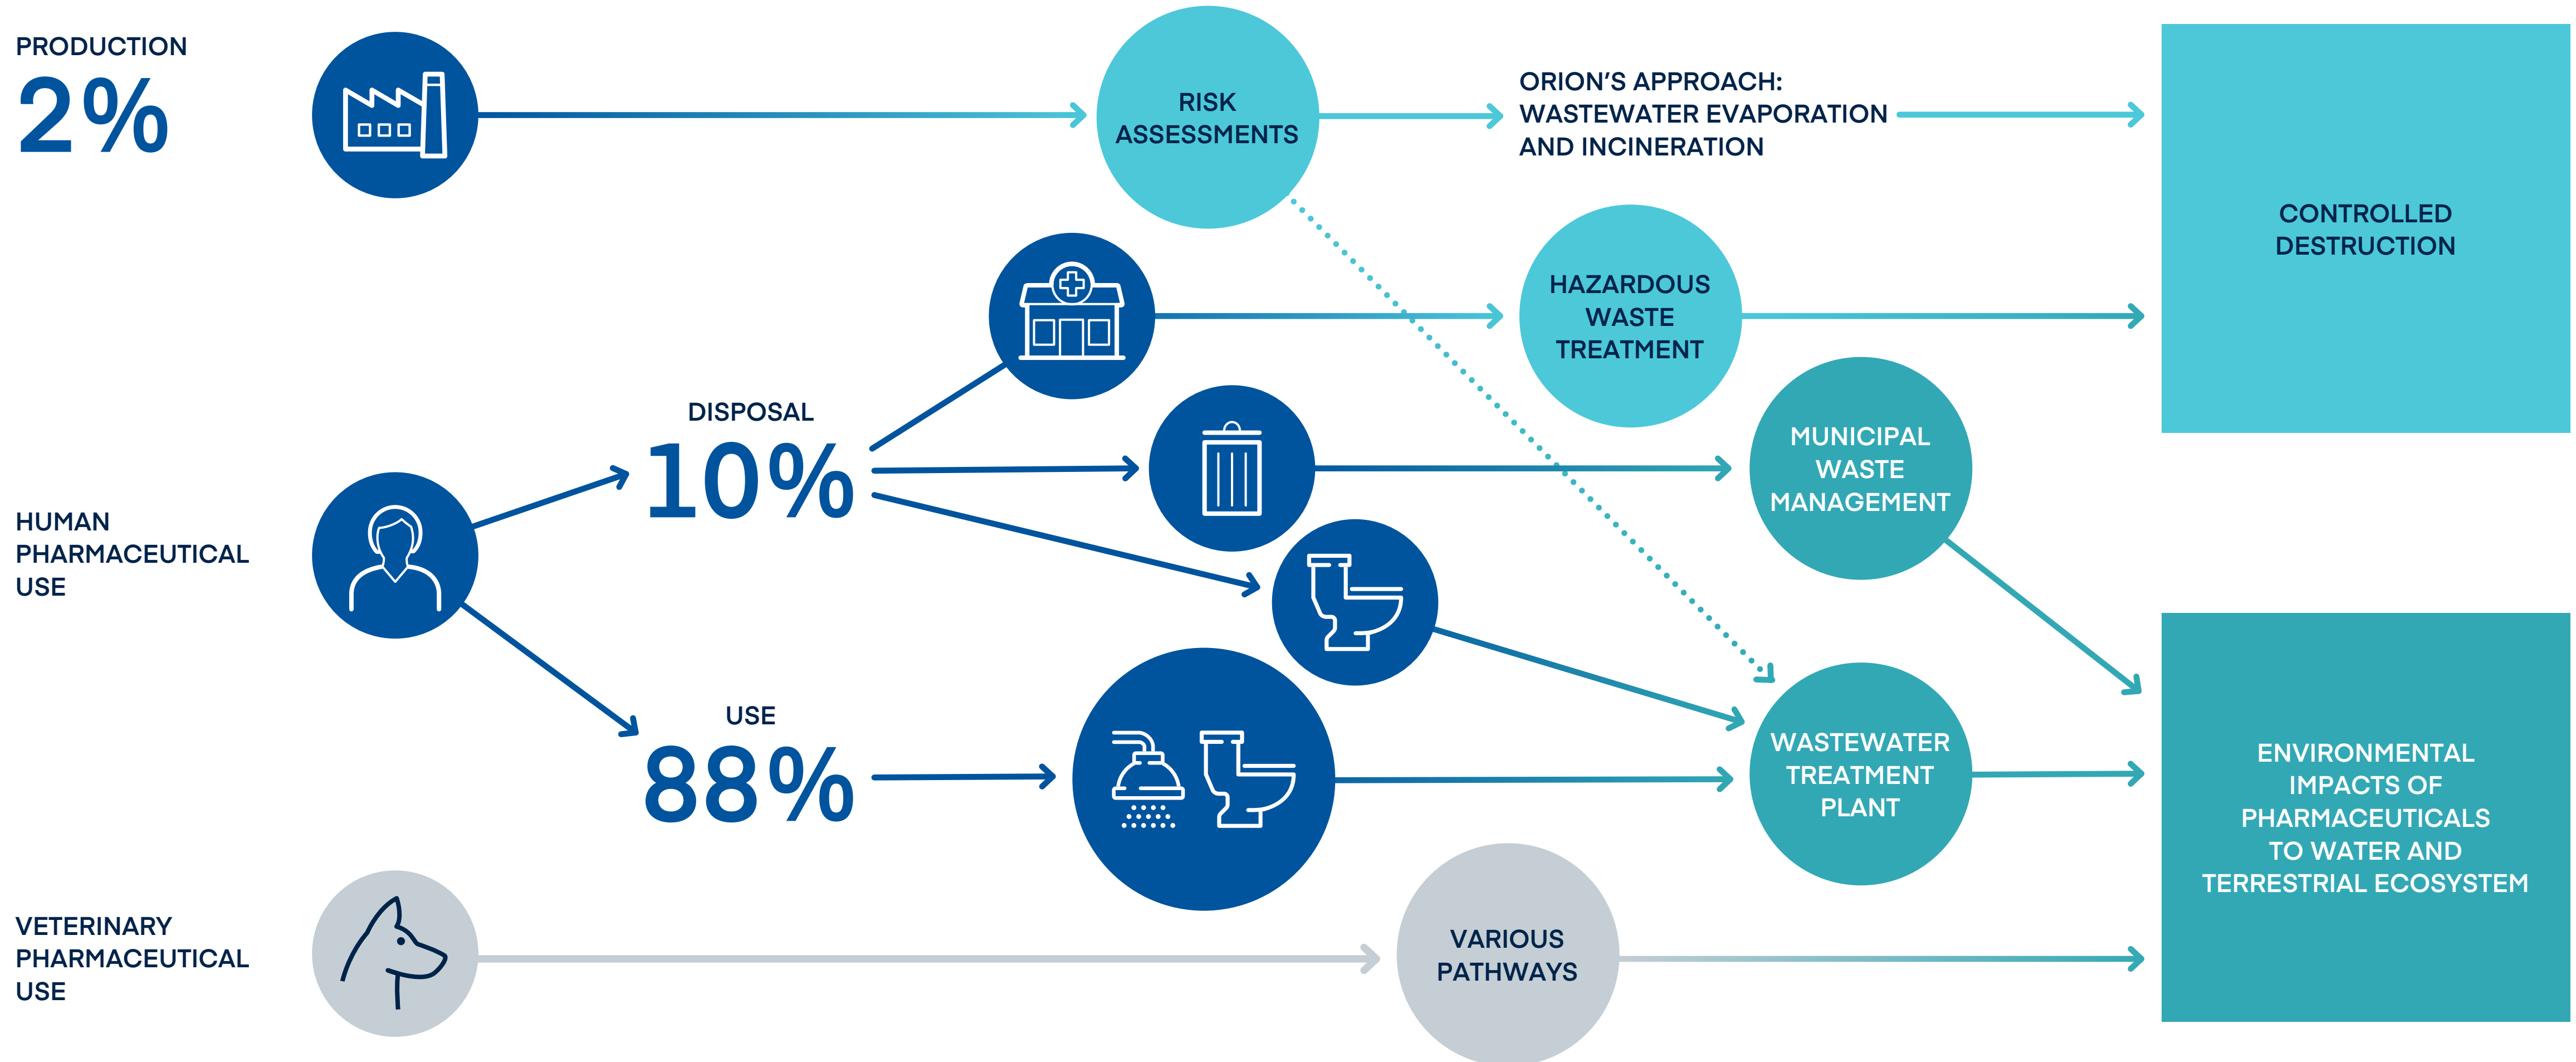 PRODUCTION
2%
RISK
ASSESSMENTS
ORION'S APPROACH:
WASTEWATER EVAPORATION
AND INCINERATION
CONTROLLED
DESTRUCTION
HAZARDOUS
WASTE
TREATMENT
HUMAN
PHARMACEUTICAL
USE
DISPOSAL
10%
MUNICIPAL
WASTE
MANAGEMENT
USE
88%
WASTEWATER
TREATMENT
PLANT
ENVIRONMENTAL
IMPACTS OF
PHARMACEUTICALS
TO WATER AND
TERRESTRIAL ECOSYSTEM
VETERINARY
PHARMACEUTICAL
USE
VARIOUS
PATHWAYS